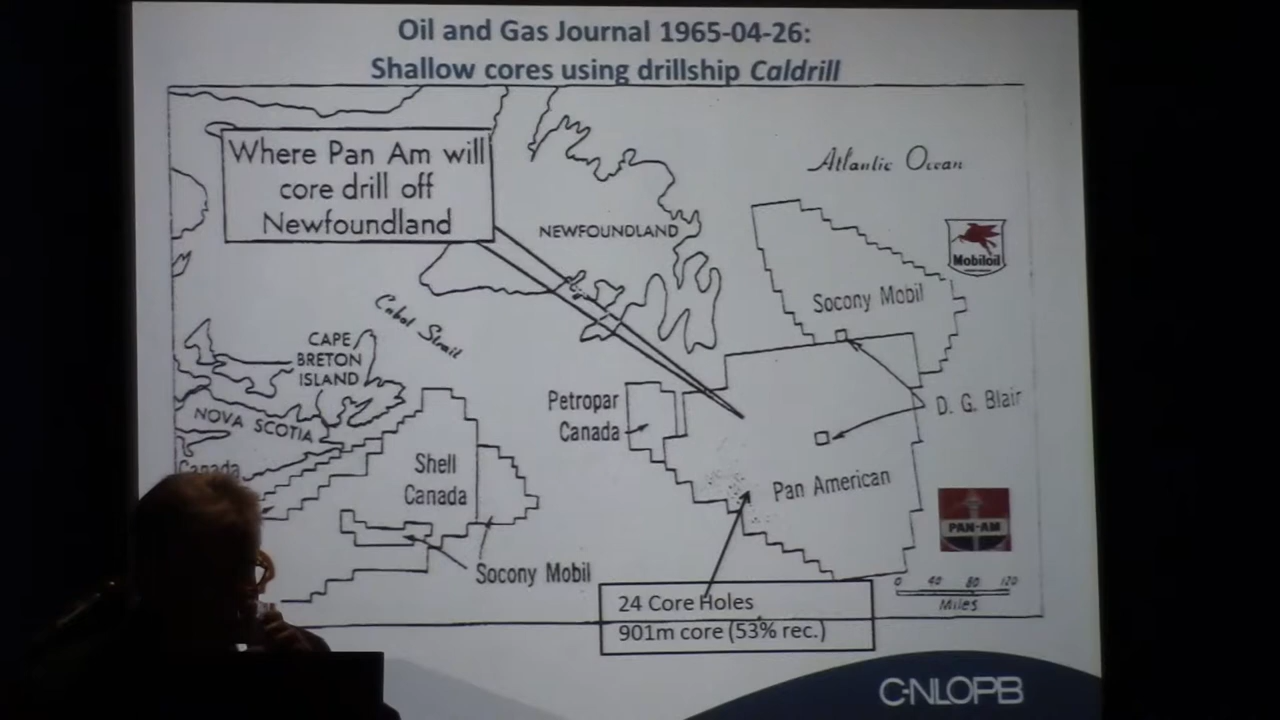 Oil and Gas Journal 1965-04-26:
Shallow cores using drillship Caldrill
Where Pan Am will
core drill off
Newfoundland
Atlantic Ocean
NEWFOUNDLAND
Mobiloil
Socony Mobil
Cabot Strait
CAPE
BRETON
ISLAND
NOVA SCOTIA
Canada
Petropar
Canada
D. G. Blair
Shell
Canada
Pan American
PAN-AM
Socony Mobil
0 40 80 120
Miles
24 Core Holes
901m core (53% rec.)
C-NLOPB